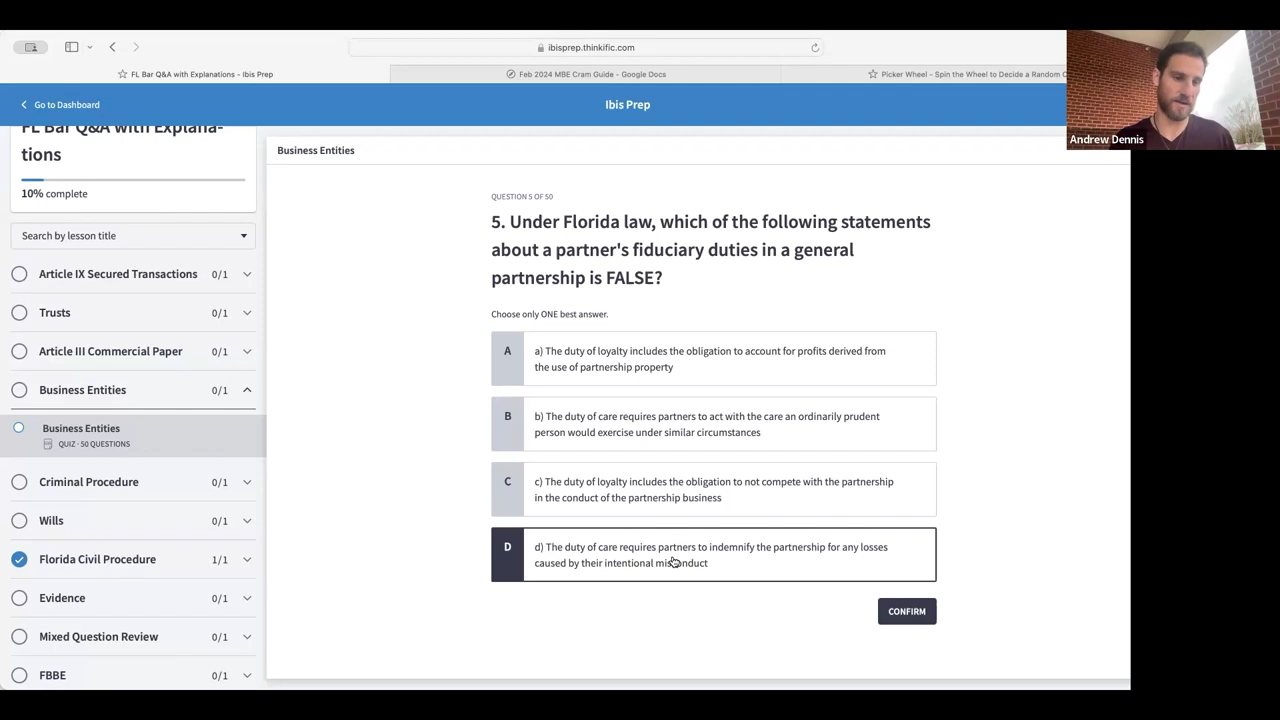 ibisprep.thinkific.com
FL Bar Q&A with Explanations - Ibis Prep
Feb 2024 MBE Cram Guide - Google Docs
Picker Wheel - Spin the Wheel to Decide a Random C
Go to Dashboard
Ibis Prep
Andrew Dennis
FL Bar Q&A with Explana-
tions
10% complete
Search by lesson title
Article IX Secured Transactions 0/1
Trusts 0/1
Article III Commercial Paper 0/1
Business Entities 0/1
Business Entities
QUIZ · 50 QUESTIONS
Criminal Procedure 0/1
Wills 0/1
Florida Civil Procedure 1/1
Evidence 0/1
Mixed Question Review 0/1
FBBE 0/1
Business Entities
QUESTION 5 OF 50
5. Under Florida law, which of the following statements
about a partner's fiduciary duties in a general
partnership is FALSE?
Choose only ONE best answer.
A a) The duty of loyalty includes the obligation to account for profits derived from
the use of partnership property
B b) The duty of care requires partners to act with the care an ordinarily prudent
person would exercise under similar circumstances
C c) The duty of loyalty includes the obligation to not compete with the partnership
in the conduct of the partnership business
D d) The duty of care requires partners to indemnify the partnership for any losses
caused by their intentional misconduct
CONFIRM